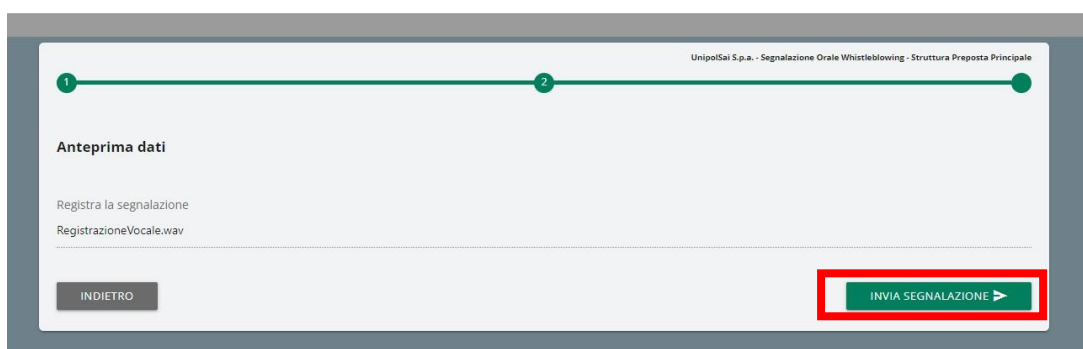 UnipolSai S.p.a. - Segnalazione Orale Whistleblowing - Struttura Preposta Principale
1
2
Anteprima dati
Registra la segnalazione
RegistrazioneVocale.wav
INDIETRO
INVIA SEGNALAZIONE